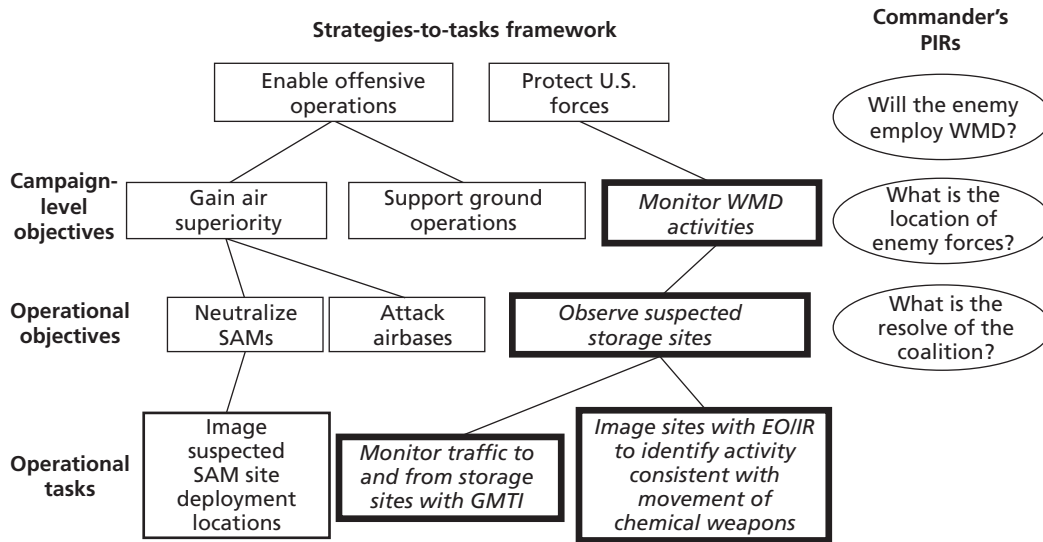 Strategies-to-tasks framework
Commander's
PIRs
Enable offensive
operations
Protect U.S.
forces
Will the enemy
employ WMD?
Campaign-
level
objectives
Gain air
superiority
Support ground
operations
Monitor WMD
activities
What is the
location of
enemy forces?
Operational
objectives
Neutralize
SAMs
Attack
airbases
Observe suspected
storage sites
What is the
resolve of the
coalition?
Operational
tasks
Image
suspected
SAM site
deployment
locations
Monitor traffic to
and from storage
sites with GMTI
Image sites with EO/IR
to identify activity
consistent with
movement of
chemical weapons